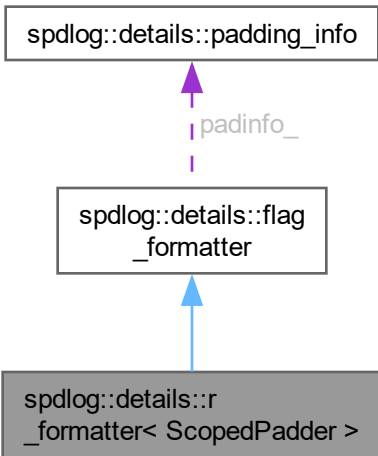 spdlog::details::padding_info
padinfo_
spdlog::details::flag
_formatter
spdlog::details::r
_formatter< ScopedPadder >